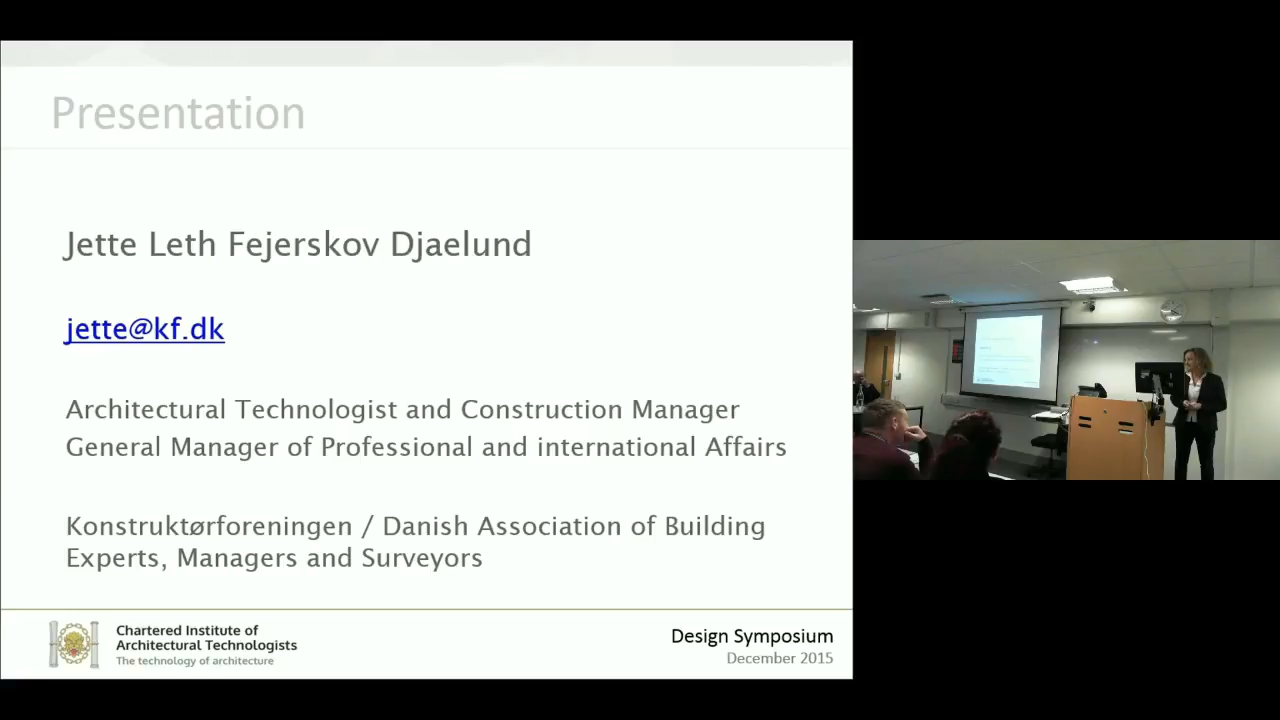 Presentation
Jette Leth Fejerskov Djaelund
jette@kf.dk
Architectural Technologist and Construction Manager
General Manager of Professional and international Affairs
Konstruktørforeningen / Danish Association of Building
Experts, Managers and Surveyors
Chartered Institute of
Architectural Technologists
The technology of architecture
Design Symposium
December 2015